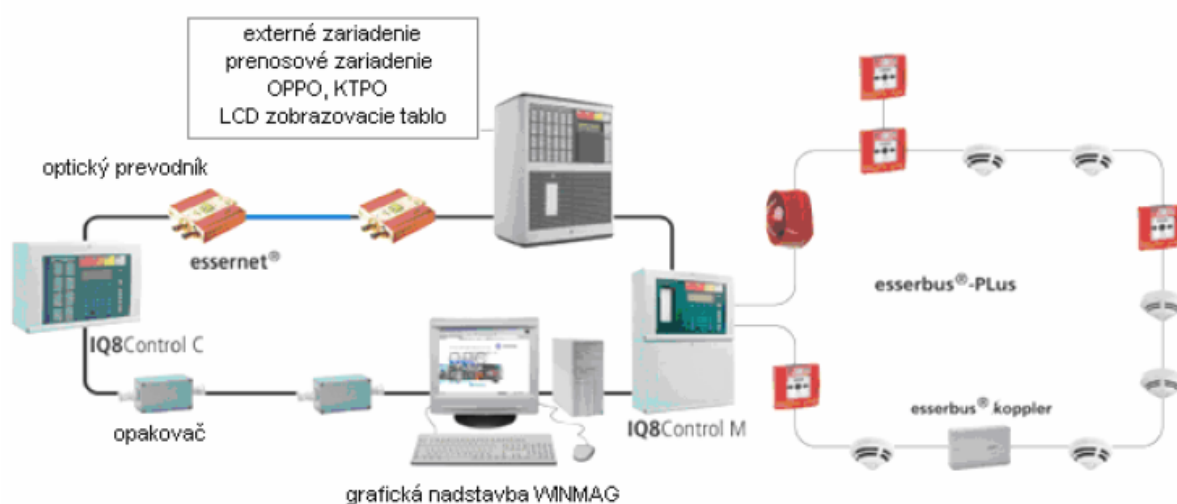 externé zariadenie
prenosové zariadenie
OPPO, KTPO
LCD zobrazovacie tablo
optický prevodník
essernet®
esserbus®-PLus
IQ8Control C
IQ8Control M
esserbus® koppler
opakovač
grafická nadstavba WINMAG